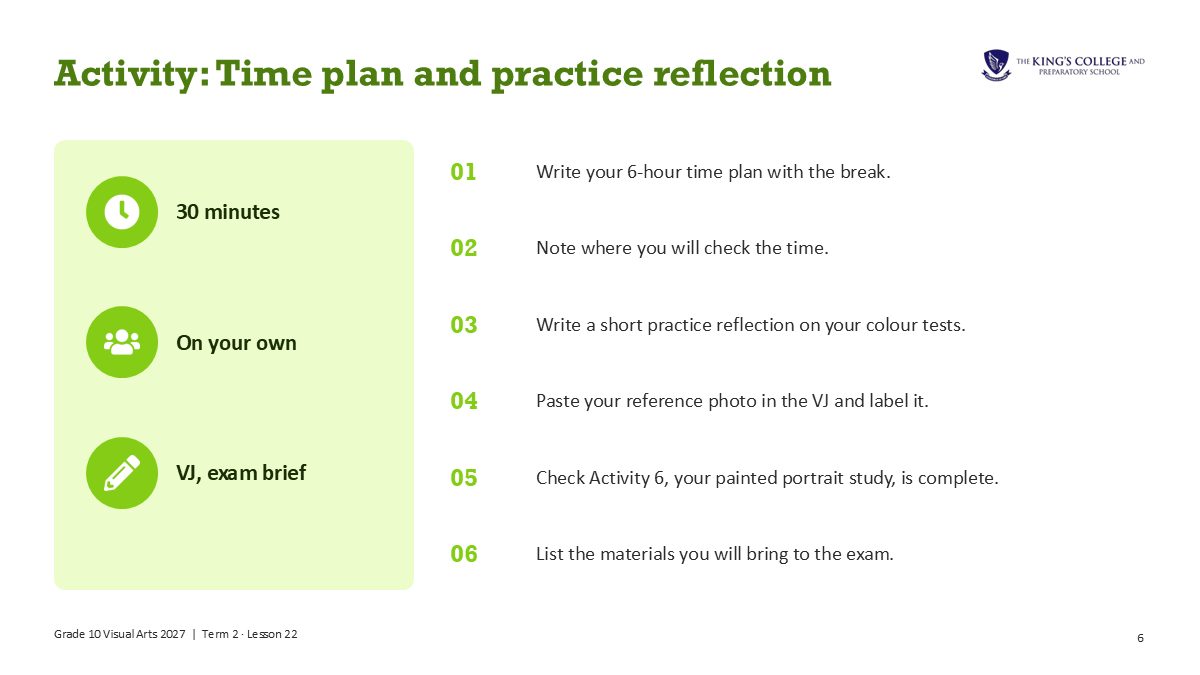 Activity: Time plan and practice reflection
THE KING'S COLLEGE AND
PREPARATORY SCHOOL
30 minutes
On your own
VJ, exam brief
01 Write your 6-hour time plan with the break.
02 Note where you will check the time.
03 Write a short practice reflection on your colour tests.
04 Paste your reference photo in the VJ and label it.
05 Check Activity 6, your painted portrait study, is complete.
06 List the materials you will bring to the exam.
Grade 10 Visual Arts 2027 | Term 2 · Lesson 22
6